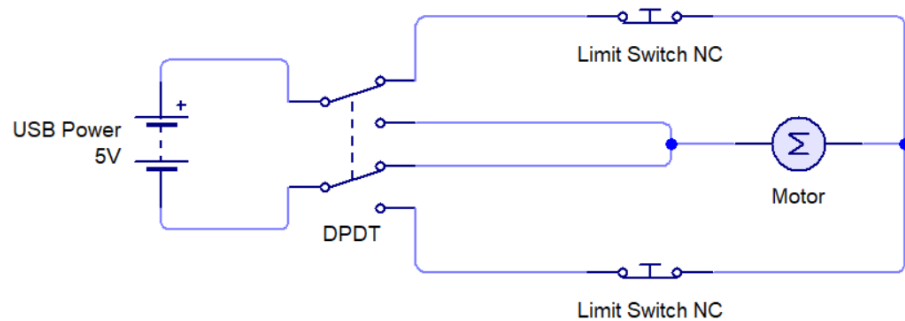 Limit Switch NC
+
USB Power
5V
Σ
Motor
DPDT
Limit Switch NC